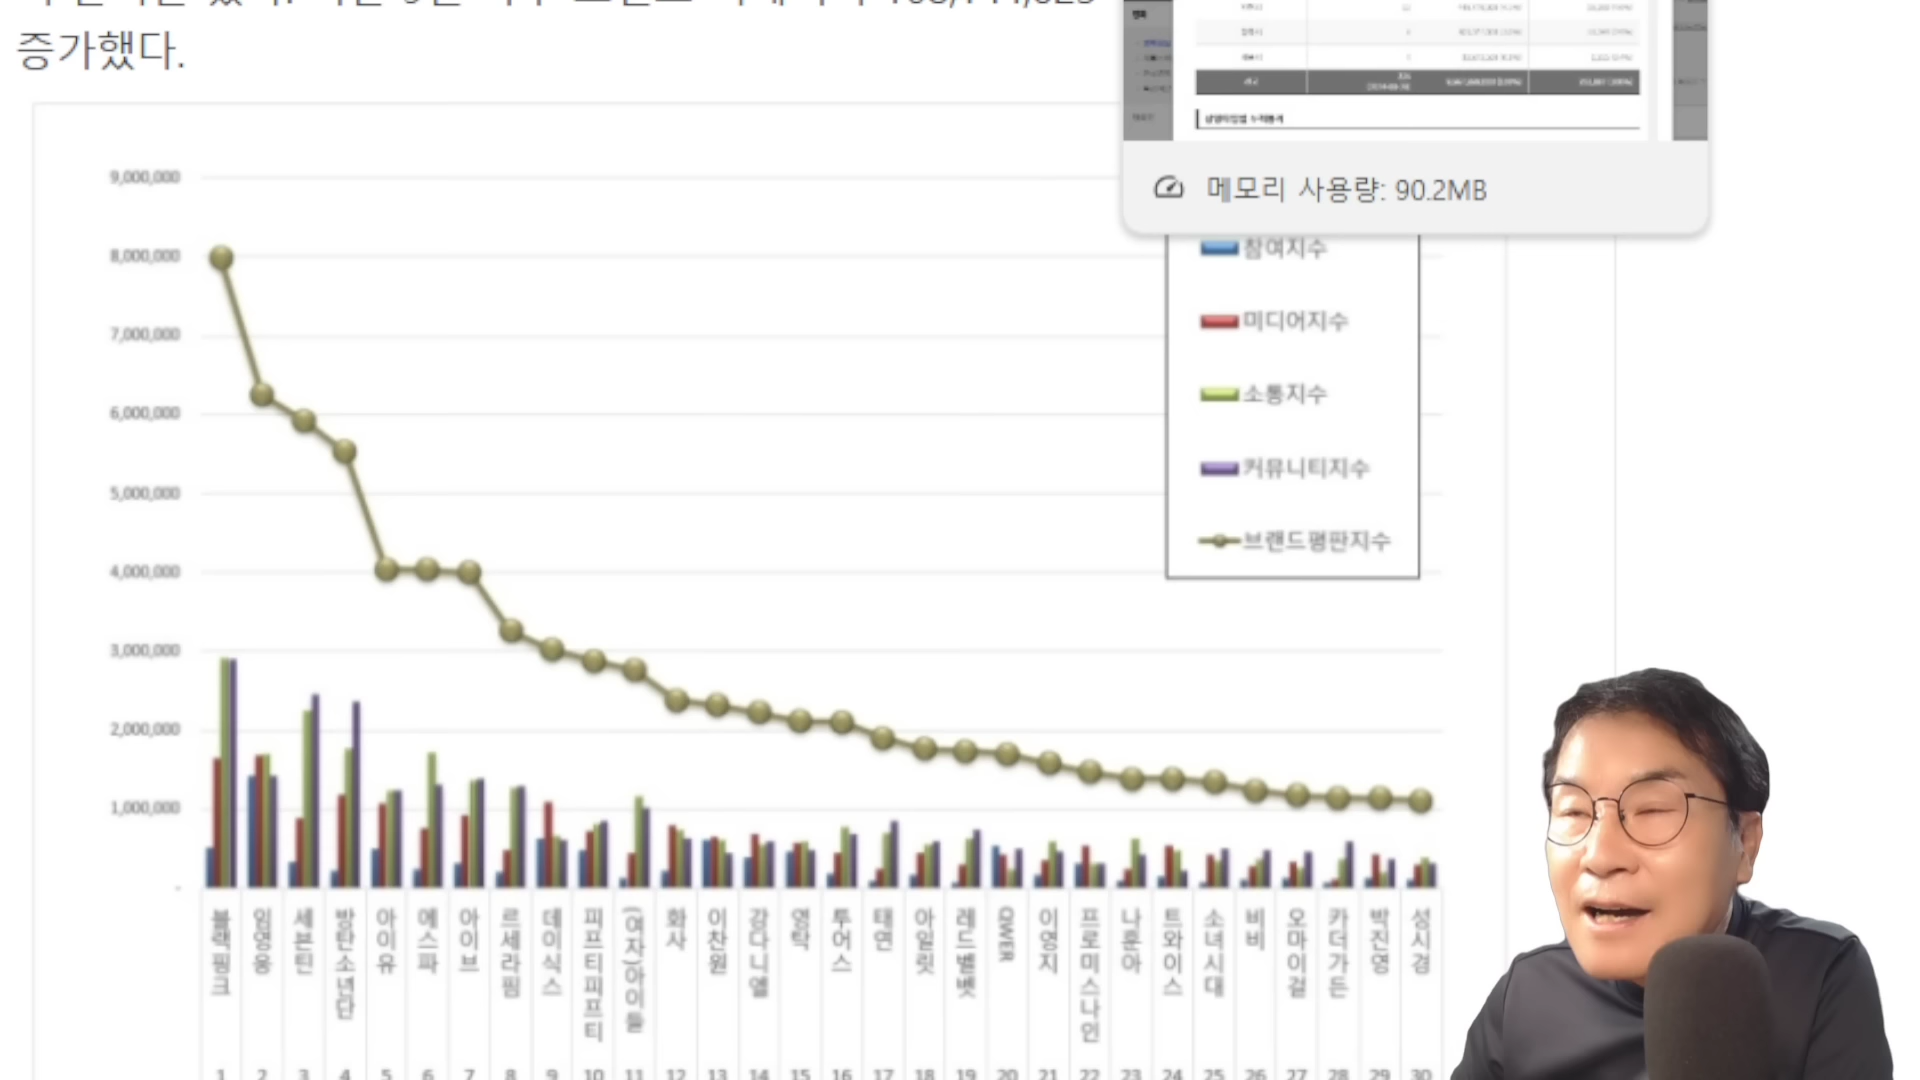 증가했다.
메모리 사용량: 90.2MB
9,000,000
8,000,000
7,000,000
6,000,000
5,000,000
4,000,000
3,000,000
2,000,000
1,000,000
-
참여지수
미디어지수
소통지수
커뮤니티지수
브랜드평판지수
블랙핑크
임영웅
세븐틴
방탄소년단
아이유
에스파
아이브
르세라핌
데이식스
피프티피프티
(여자)아이들
화사
이찬원
강다니엘
영탁
투어스
태연
아일릿
레드벨벳
QWER
이영지
프로미스나인
나훈아
트와이스
소녀시대
비비
오마이걸
카더가든
박진영
성시경
1 2 3 4 5 6 7 8 9 10 11 12 13 14 15 16 17 18 19 20 21 22 23 24 25 26 27 28 29 30